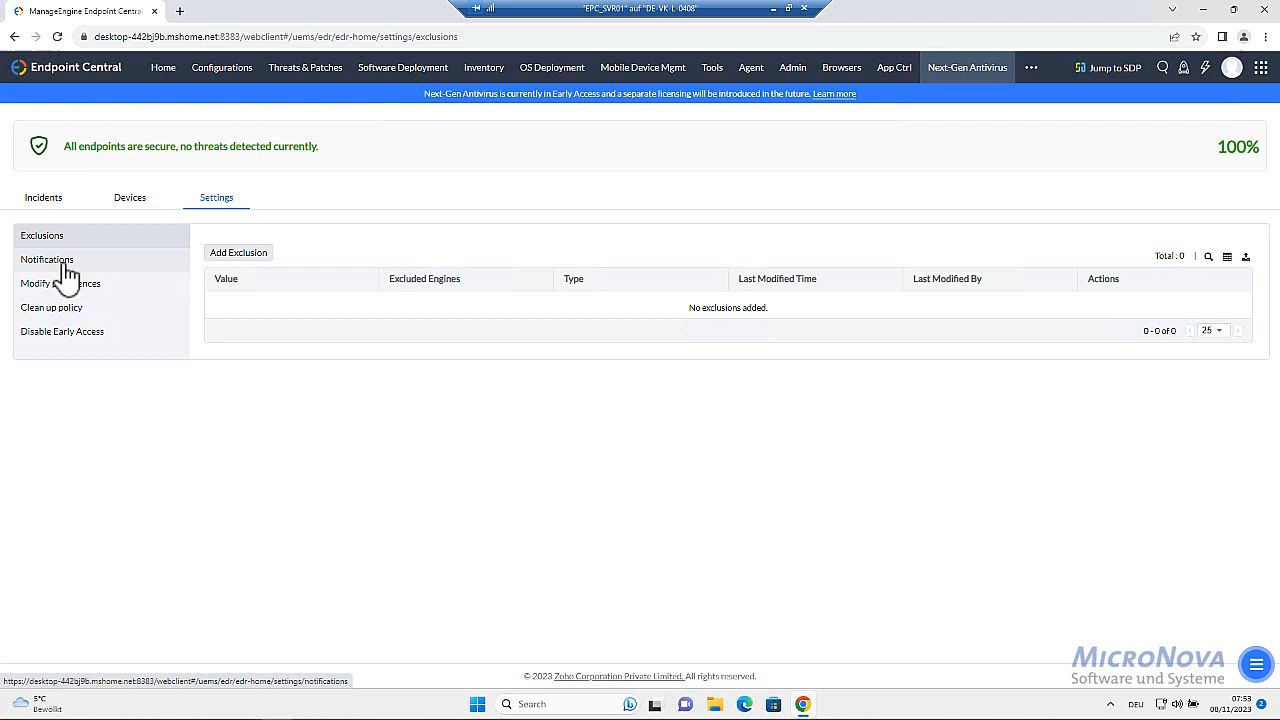 ManageEngine Endpoint Centra
"EPC_SVR01" auf "DE-VK-L-0408"
desktop-442bj9b.mshome.net:8383/webclient#/uems/edr/edr-home/settings/exclusions
Endpoint Central Home Configurations Threats & Patches Software Deployment Inventory OS Deployment Mobile Device Mgmt Tools Agent Admin Browsers App Ctrl Next-Gen Antivirus ••• Jump to SDP
Next-Gen Antivirus is currently in Early Access and a separate licensing will be introduced in the future. Learn more
All endpoints are secure, no threats detected currently. 100%
Incidents Devices Settings
Exclusions
Notifications
Modify
Clean up policy
Disable Early Access
Add Exclusion Total : 0
Value Excluded Engines Type Last Modified Time Last Modified By Actions
No exclusions added.
0 - 0 of 0 25
MicroNova
Software und Systeme
https://desktop-442bj9b.mshome.net:8383/webclient#/uems/edr/edr-home/settings/notifications
Corporation Private Limited. All rights reserved.
5°C
Bewölkt
Search
DEU
07:53
08/11/2023
2